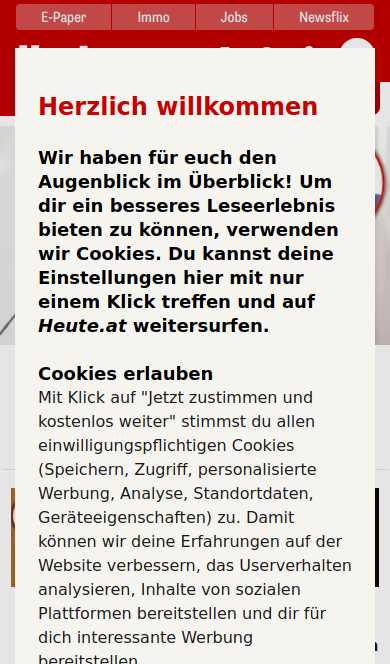 E-Paper
Immo
Jobs
Newsflix
Herzlich willkommen
Wir haben für euch den
Augenblick im Überblick! Um
dir ein besseres Leseerlebnis
bieten zu können, verwenden
wir Cookies. Du kannst deine
Einstellungen hier mit nur
einem Klick treffen und auf
Heute.at weitersurfen.
Cookies erlauben
Mit Klick auf "Jetzt zustimmen und
kostenlos weiter" stimmst du allen
einwilligungspflichtigen Cookies
(Speichern, Zugriff, personalisierte
Werbung, Analyse, Standortdaten,
Geräteeigenschaften) zu. Damit
können wir deine Erfahrungen auf der
Website verbessern, das Userverhalten
analysieren, Inhalte von sozialen
Plattformen bereitstellen und dir für
dich interessante Werbung
bereitstellen